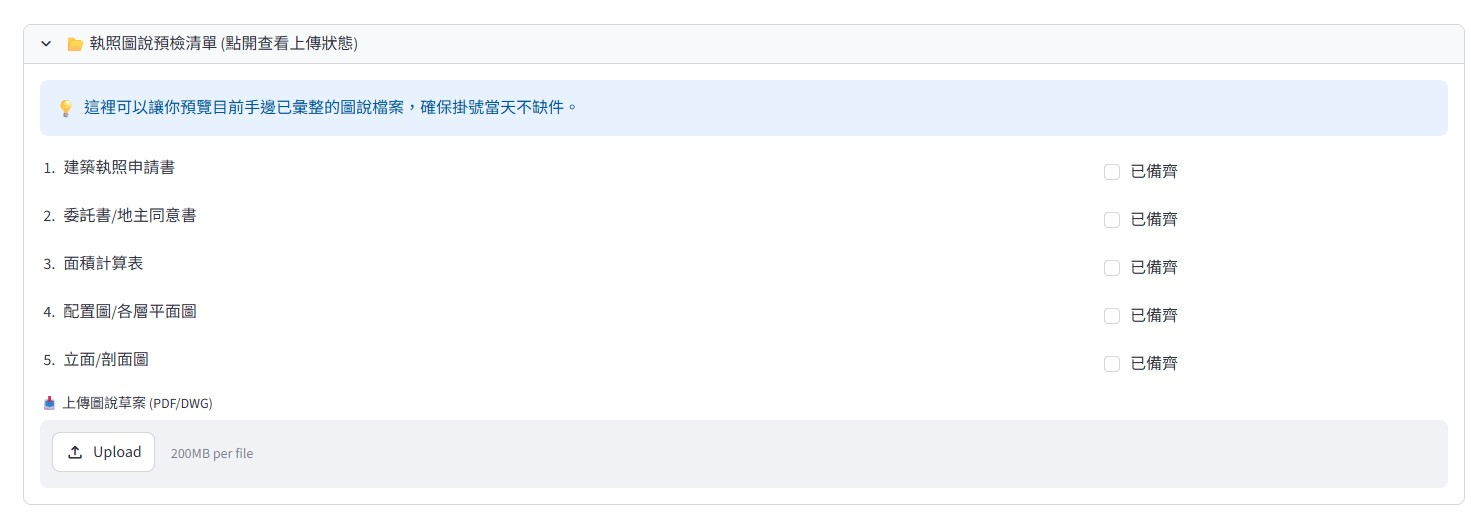 執照圖說預檢清單 (點開查看上傳狀態)
這裡可以讓你預覽目前手邊已彙整的圖說檔案，確保掛號當天不缺件。
1. 建築執照申請書
已備齊
2. 委託書/地主同意書
已備齊
3. 面積計算表
已備齊
4. 配置圖/各層平面圖
已備齊
5. 立面/剖面圖
已備齊
上傳圖說草案 (PDF/DWG)
Upload
200MB per file